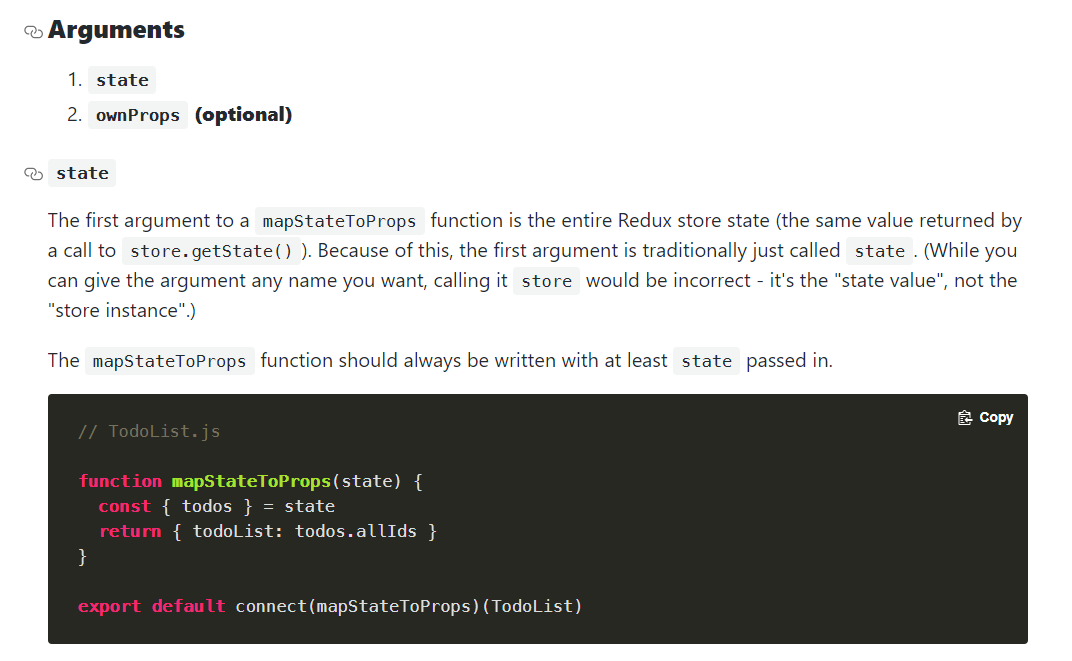 Arguments
1. state
2. ownProps (optional)
state
The first argument to a mapStateToProps function is the entire Redux store state (the same value returned by
a call to store.getState() ). Because of this, the first argument is traditionally just called state . (While you
can give the argument any name you want, calling it store would be incorrect - it's the "state value", not the
"store instance".)
The mapStateToProps function should always be written with at least state passed in.
Copy
// TodoList.js
function mapStateToProps(state) {
  const { todos } = state
  return { todoList: todos.allIds }
}
export default connect(mapStateToProps)(TodoList)